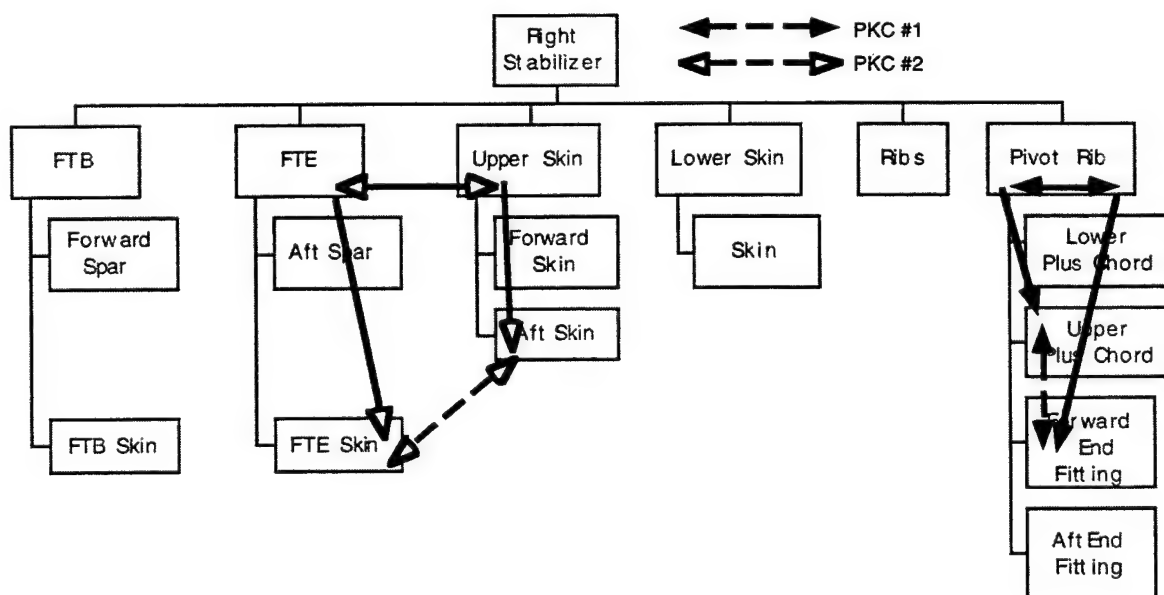 Right
Stabilizer
PKC #1
PKC #2
FTB
FTE
Upper Skin
Lower Skin
Ribs
Pivot Rib
Forward
Spar
Aft Spar
Forward
Skin
Skin
Lower
Plus Chord
Aft Skin
Upper
Plus Chord
FTB Skin
FTE Skin
Forward
End
Fitting
Aft End
Fitting